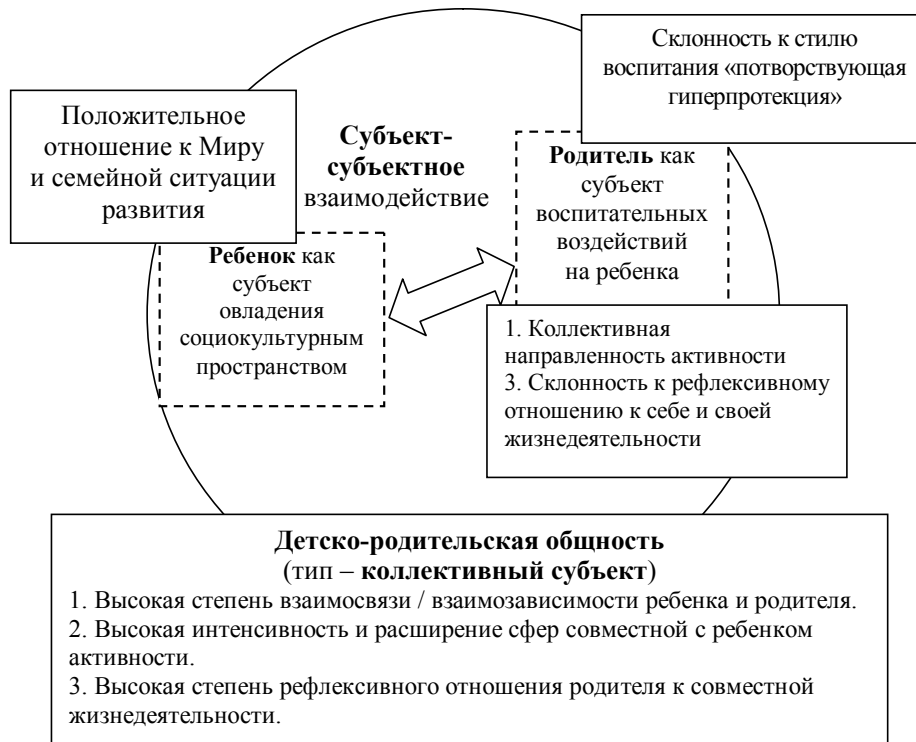 Склонность к стилю
воспитания «потворствующая
гиперпротекция»
Положительное
отношение к Миру
и семейной ситуации
развития
Субъект-
субъектное
взаимодействие
Родитель как
субъект
воспитательных
воздействий
на ребенка
Ребенок как
субъект
овладения
социокультурным
пространством
1. Коллективная
направленность активности
3. Склонность к рефлексивному
отношению к себе и своей
жизнедеятельности
Детско-родительская общность
(тип – коллективный субъект)
1. Высокая степень взаимосвязи / взаимозависимости ребенка и родителя.
2. Высокая интенсивность и расширение сфер совместной с ребенком
активности.
3. Высокая степень рефлексивного отношения родителя к совместной
жизнедеятельности.